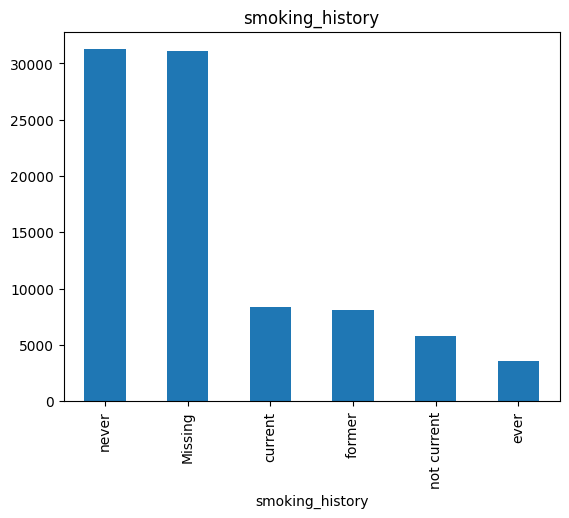 smoking_history
30000
25000
20000
15000
10000
5000
0
never
Missing
current
former
not current
ever
smoking_history